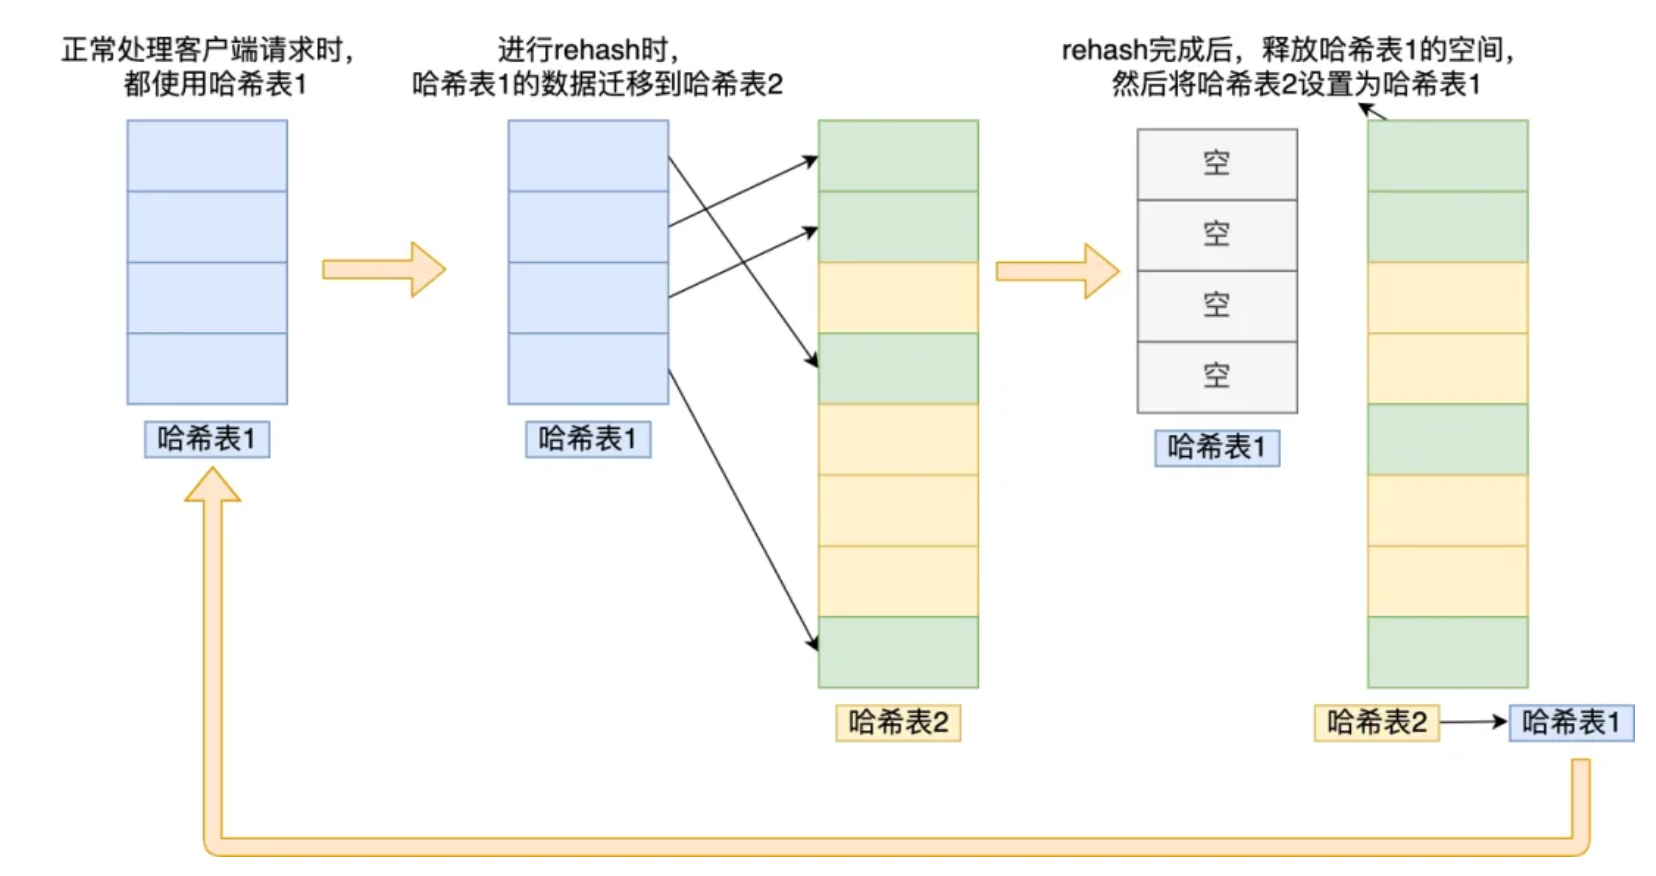 正常处理客户端请求时，
都使用哈希表1
进行rehash时，
哈希表1的数据迁移到哈希表2
rehash完成后，释放哈希表1的空间，
然后将哈希表2设置为哈希表1
空
空
空
空
哈希表1
哈希表1
哈希表1
哈希表2
哈希表2
哈希表1